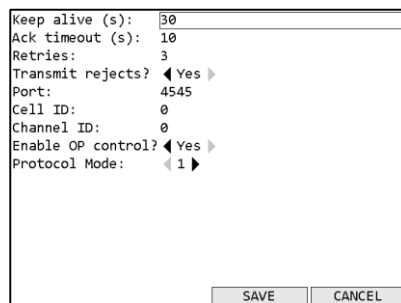 Keep alive (s): 30
Ack timeout (s): 10
Retries: 3
Transmit rejects? Yes
Port: 4545
Cell ID: 0
Channel ID: 0
Enable OP control? Yes
Protocol Mode: 1
SAVE CANCEL